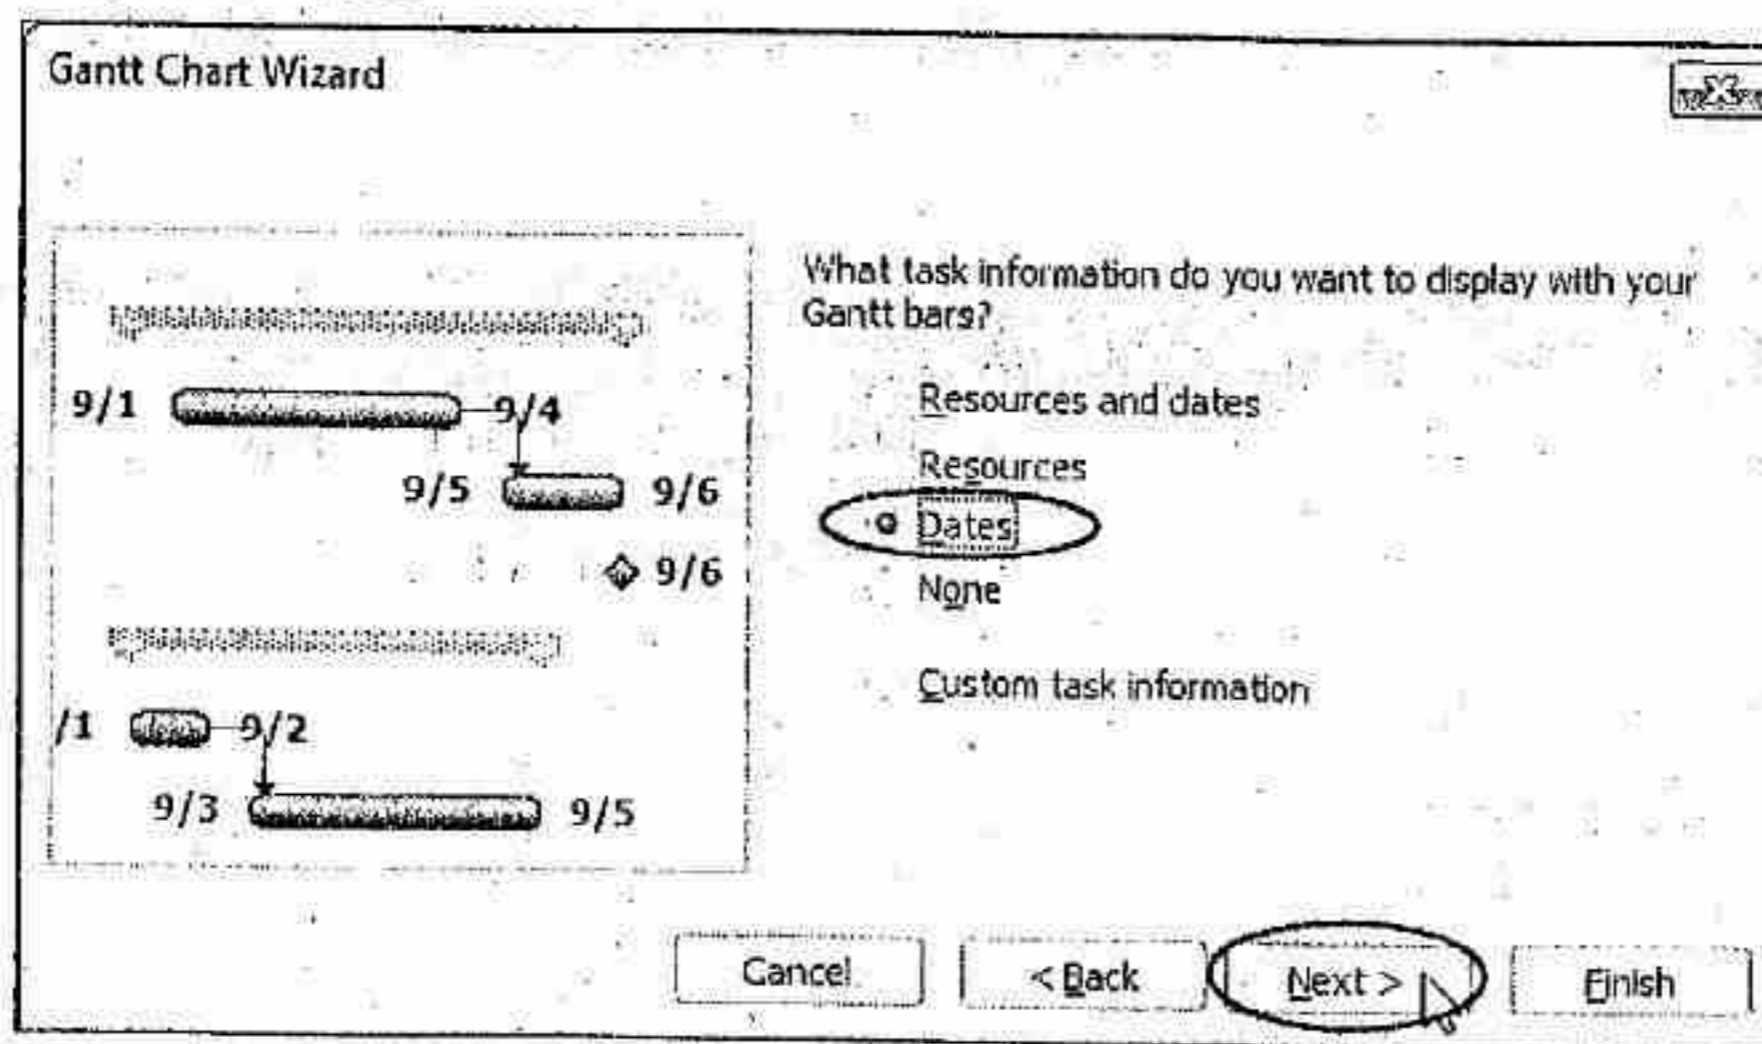 Gantt Chart Wizard
X
What task information do you want to display with your
Gantt bars?
9/1
9/4
9/5
9/6
9/6
/1
9/2
9/3
9/5
Resources and dates
Resources
Dates
None
Custom task information
Cancel
< Back
Next >
Finish